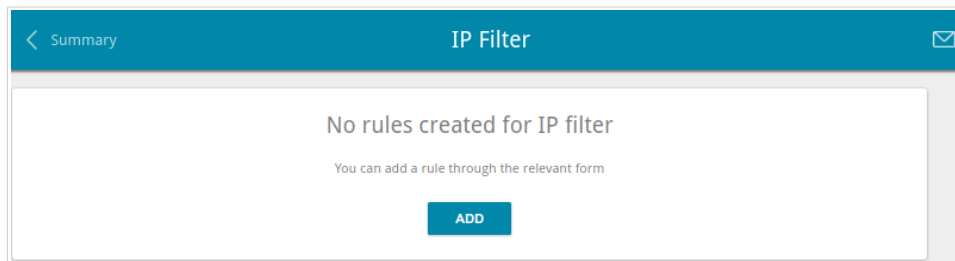 Summary
IP Filter
No rules created for IP filter
You can add a rule through the relevant form
ADD